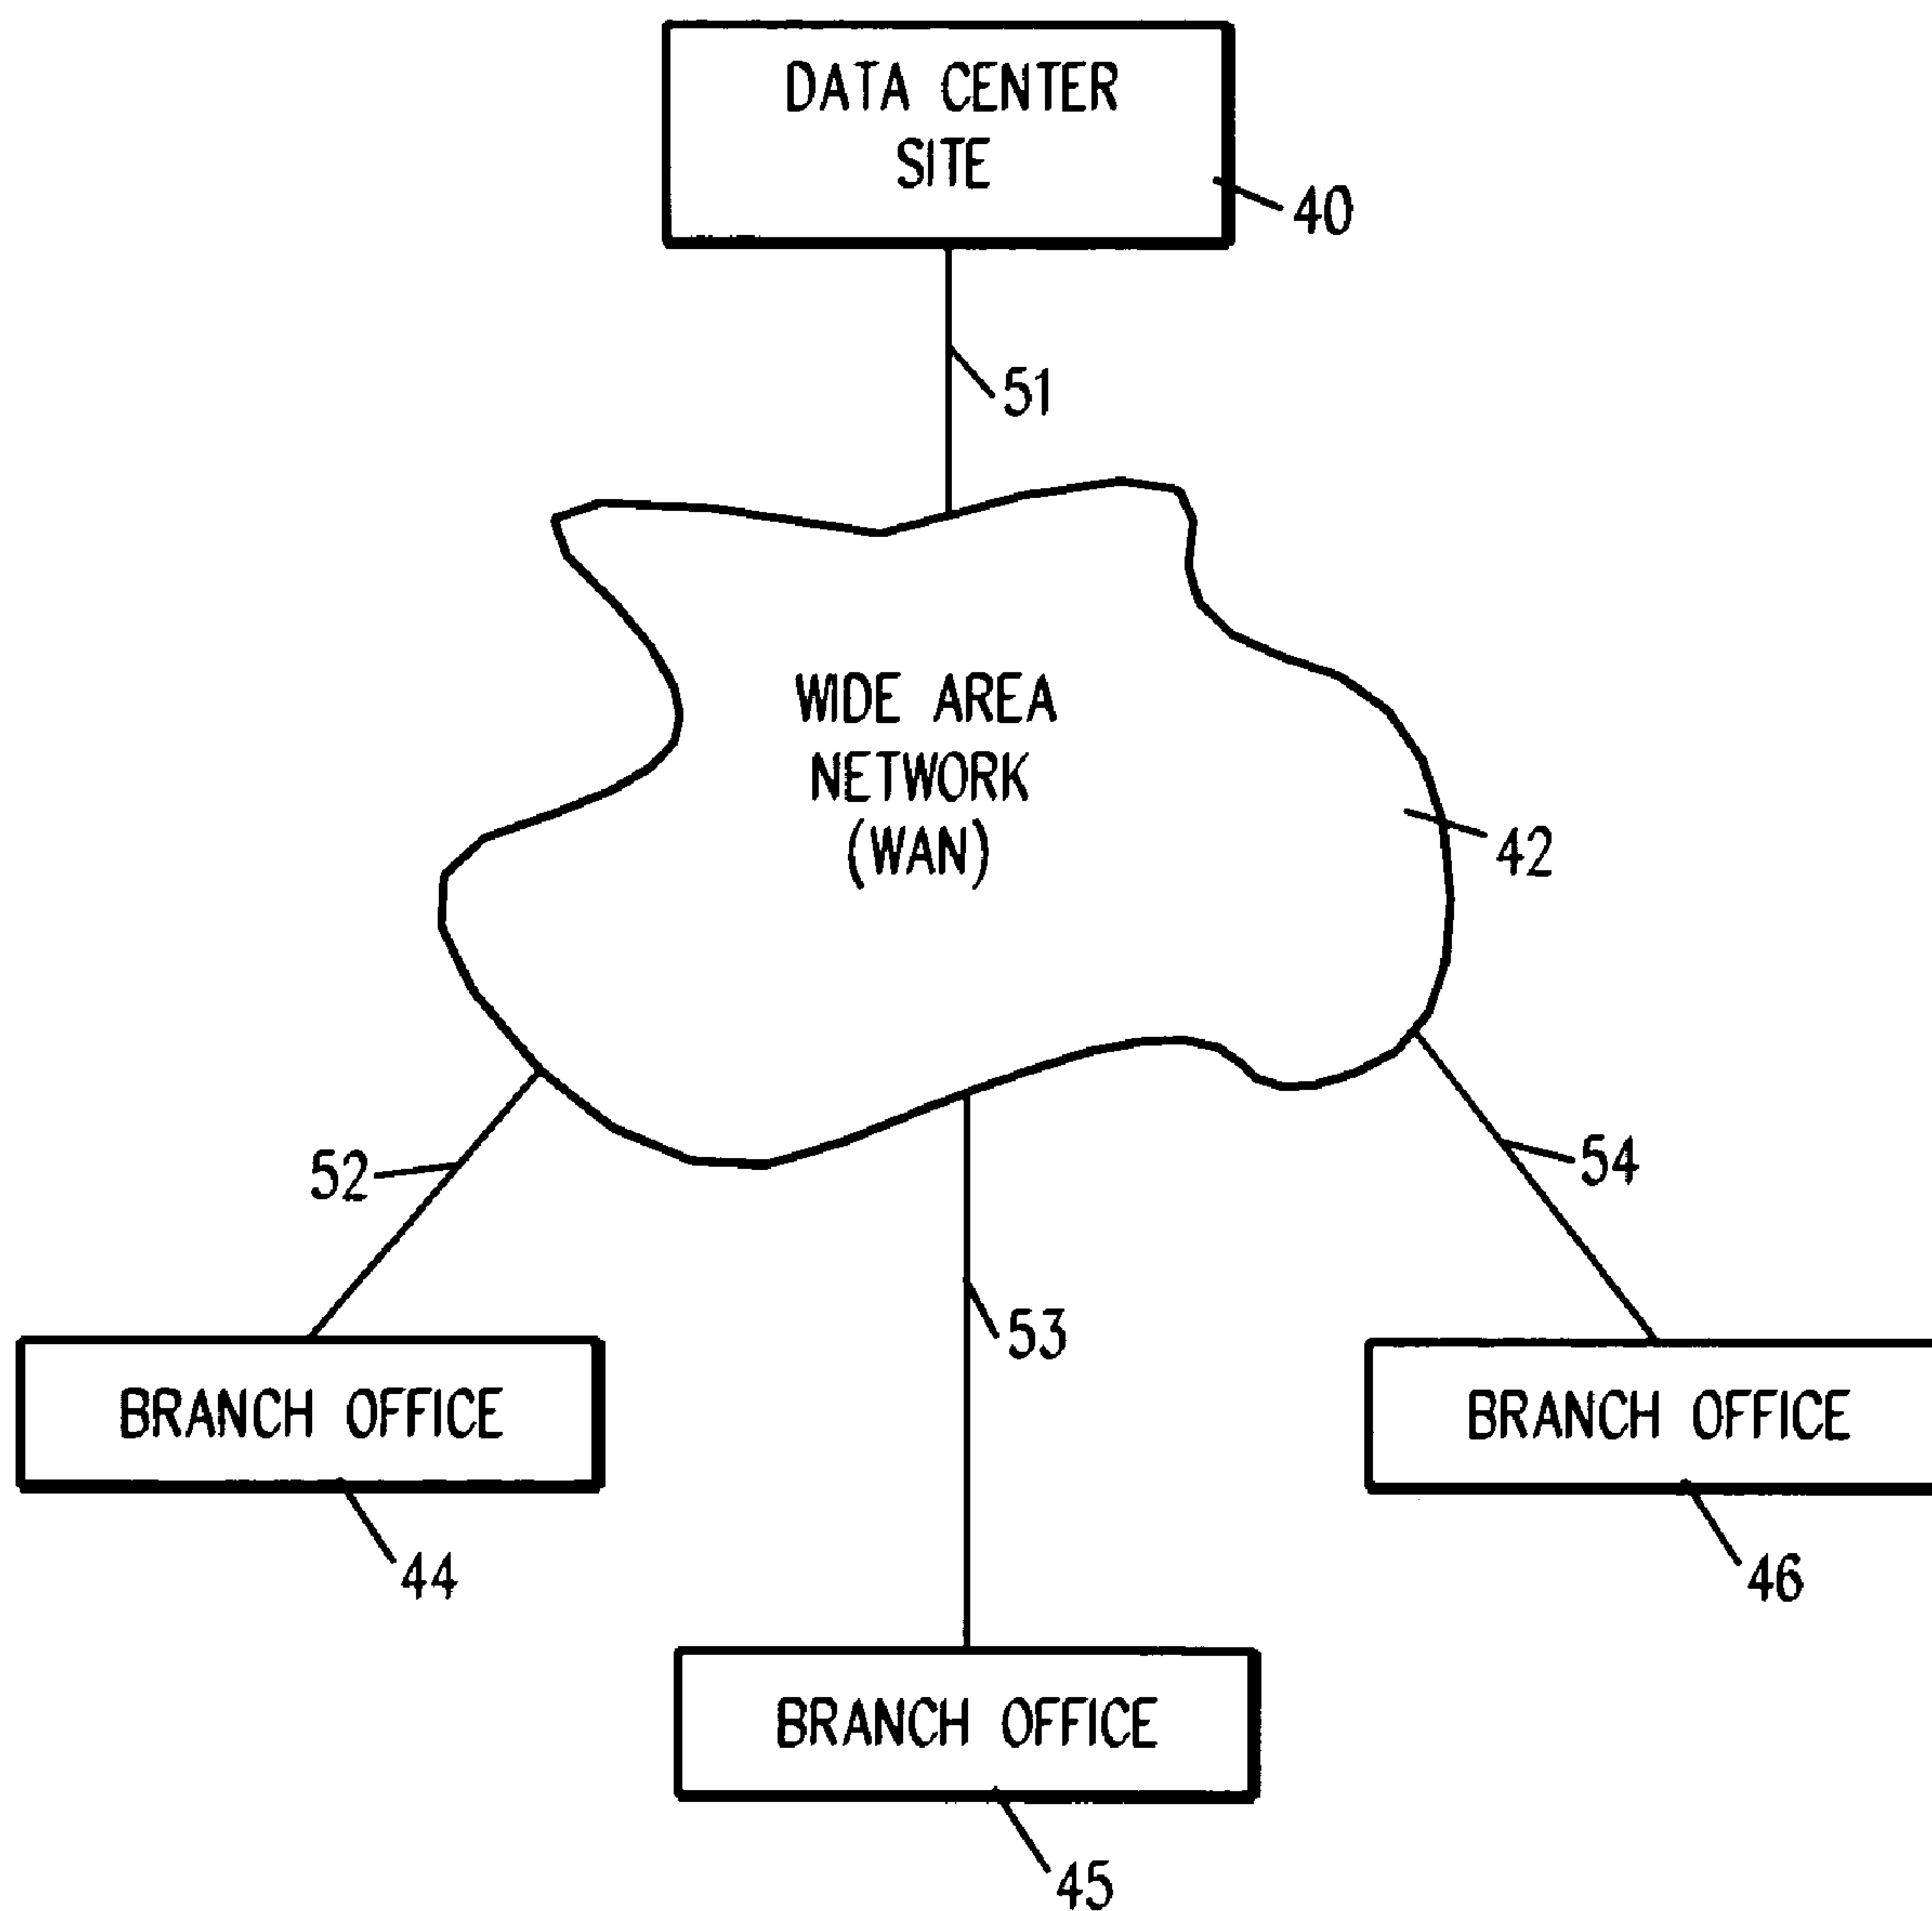 DATA CENTER
SITE
40
51
WIDE AREA
NETWORK
(WAN)
42
52
54
53
BRANCH OFFICE
BRANCH OFFICE
44
46
BRANCH OFFICE
45